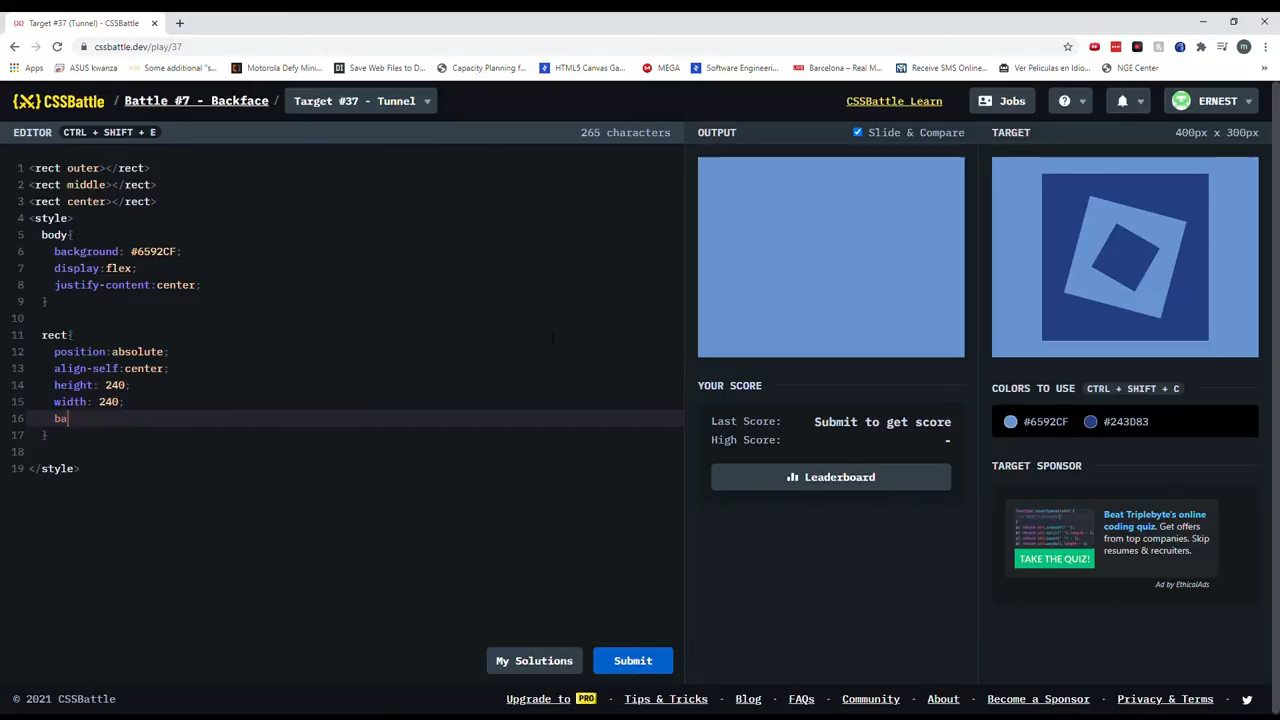 Target #37 (Tunnel) - CSSBattle
cssbattle.dev/play/37
Apps
ASUS kwanza
Some additional "s...
Motorola Defy Mini...
Save Web Files to D...
Capacity Planning f...
HTML5 Canvas Ga...
MEGA
Software Engineeri...
Barcelona – Real M...
Receive SMS Online...
Ver Peliculas en Idio...
NGE Center
CSSBattle / Battle #7 - Backface / Target #37 - Tunnel
CSSBattle Learn
Jobs
ERNEST
EDITOR CTRL + SHIFT + E
265 characters
OUTPUT
Slide & Compare
TARGET
400px x 300px
1 <rect outer></rect>
2 <rect middle></rect>
3 <rect center></rect>
4 <style>
5 body{
6 background: #6592CF;
7 display:flex;
8 justify-content:center;
9 }
10
11 rect{
12 position:absolute;
13 align-self:center;
14 height: 240;
15 width: 240;
16 ba
17 }
18
19 </style>
YOUR SCORE
Last Score: Submit to get score
High Score: -
Leaderboard
COLORS TO USE CTRL + SHIFT + C
#6592CF #243D83
TARGET SPONSOR
TAKE THE QUIZ!
Beat Triplebyte's online
coding quiz. Get offers
from top companies. Skip
resumes & recruiters.
Ad by EthicalAds
My Solutions
Submit
© 2021 CSSBattle
Upgrade to PRO · Tips & Tricks · Blog · FAQs · Community · About · Become a Sponsor · Privacy & Terms ·